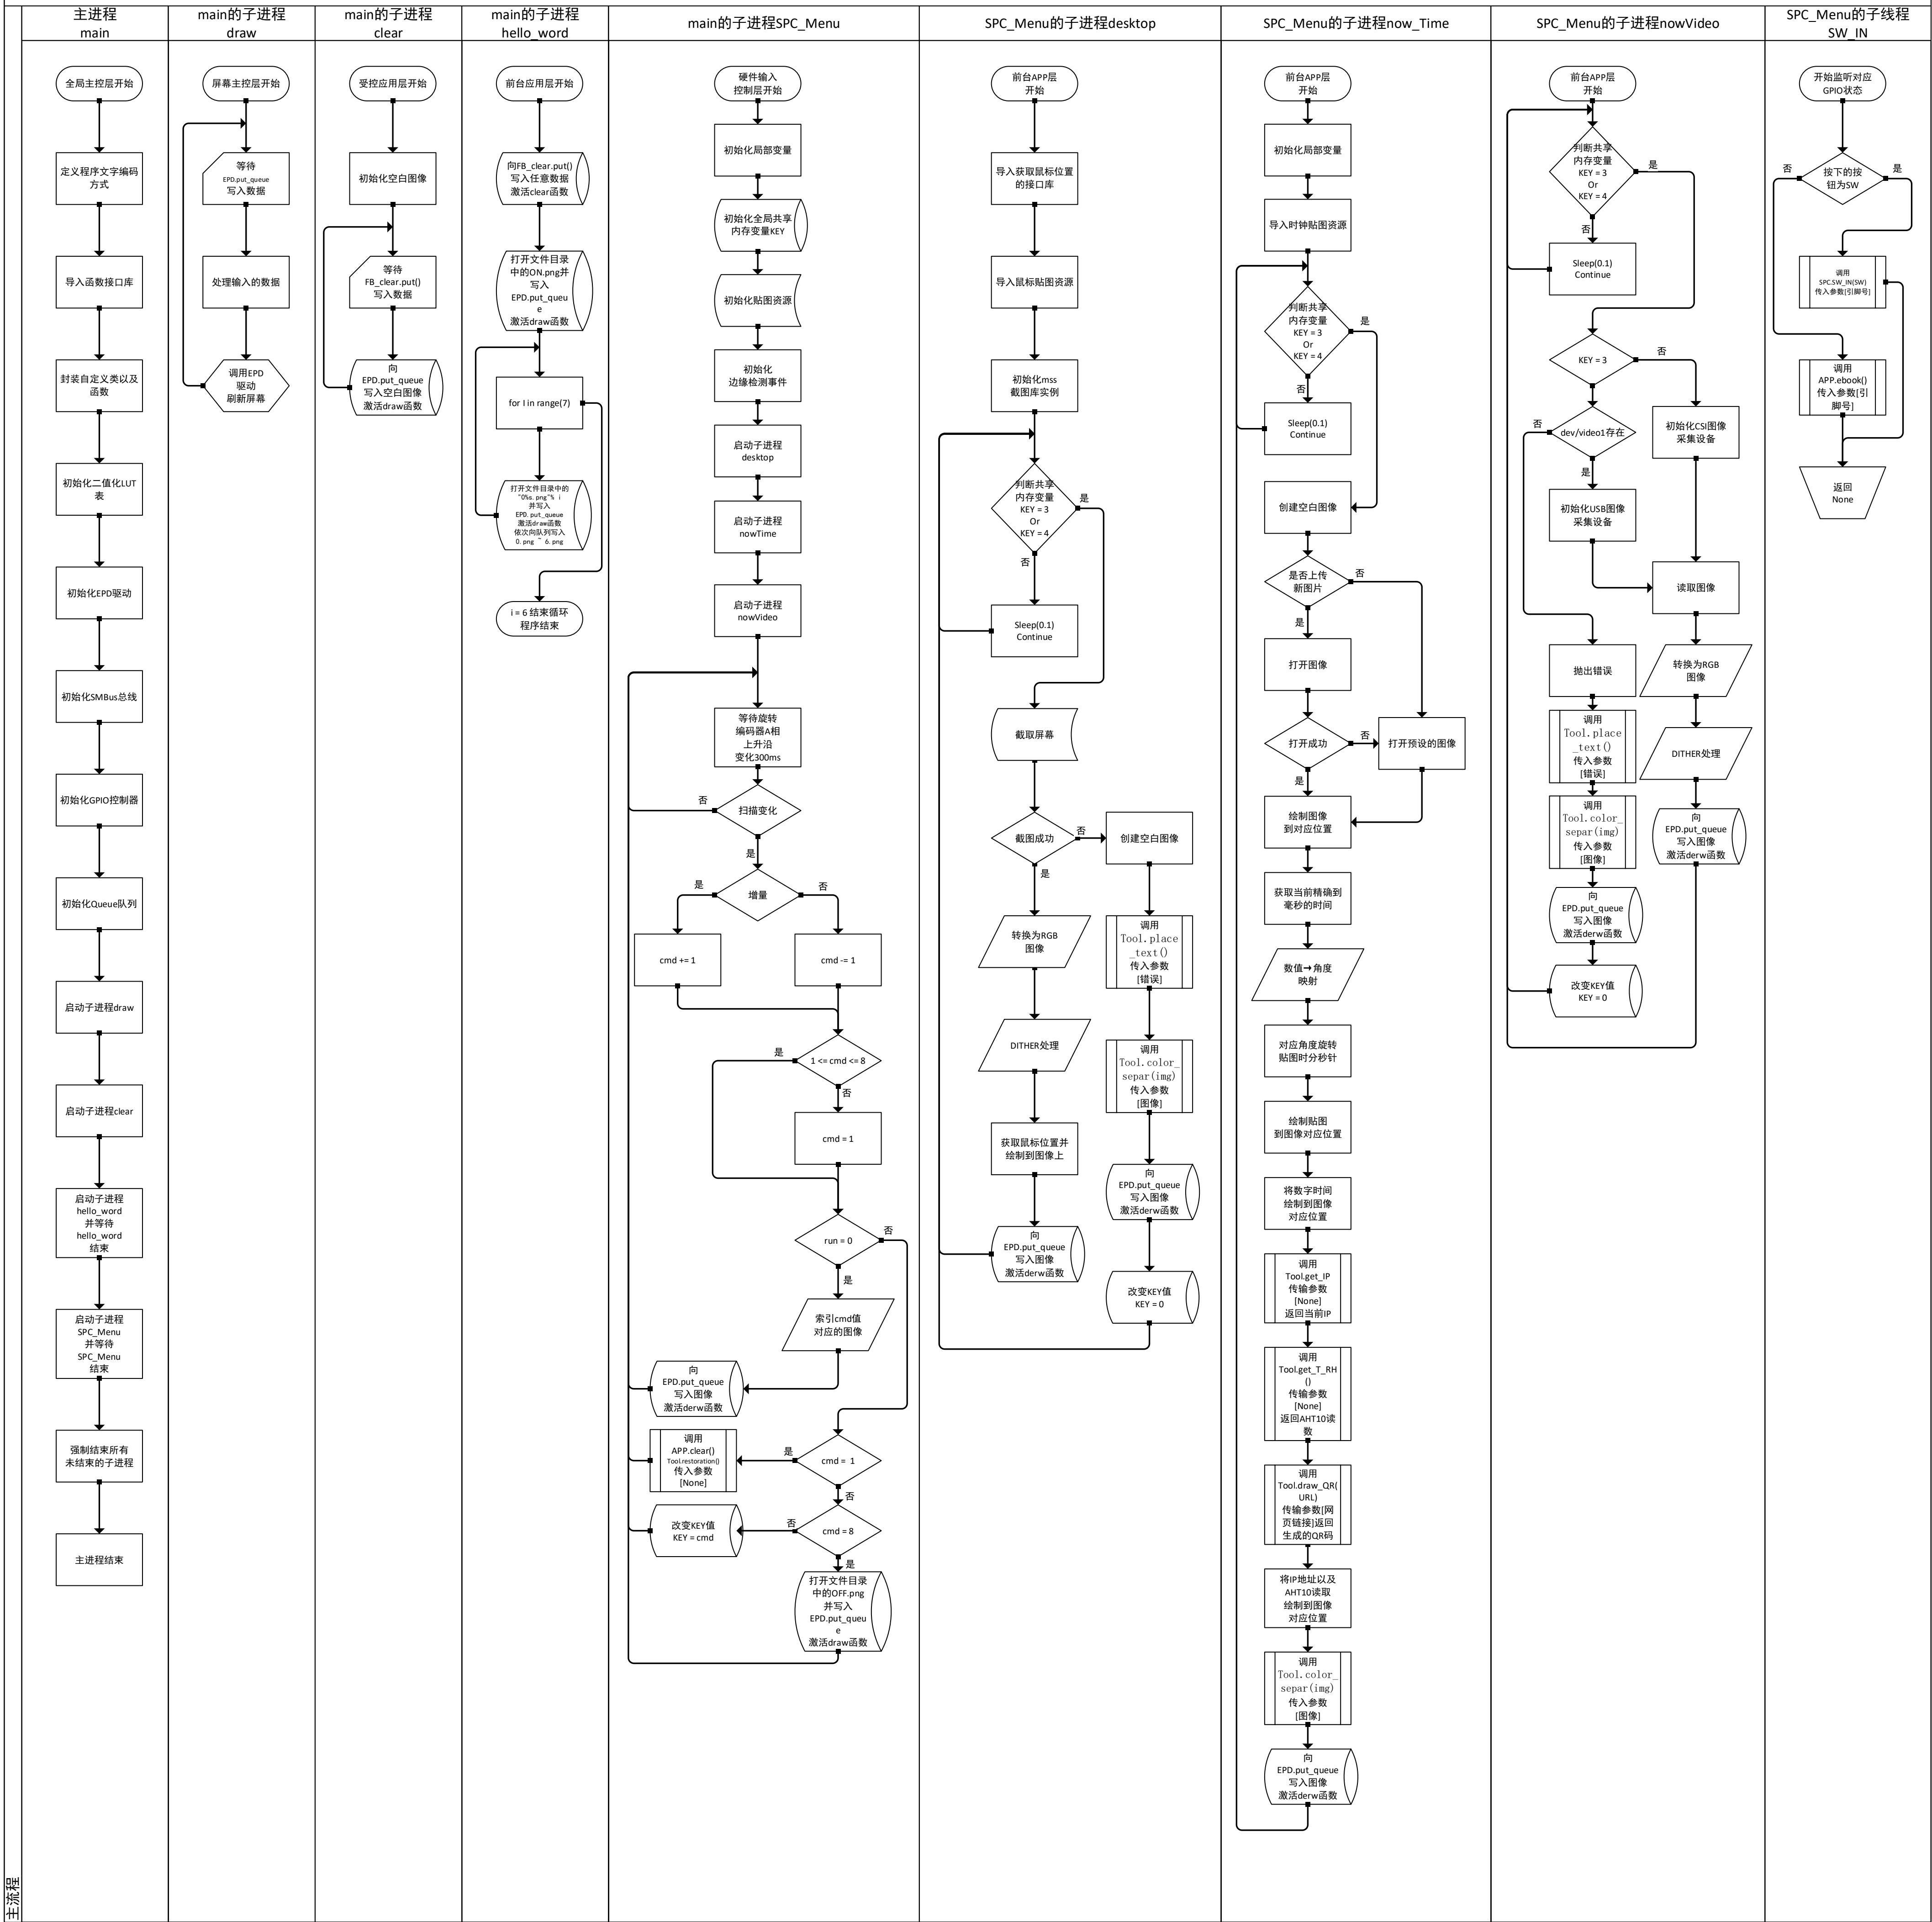 主进程
main
main的子进程
draw
main的子进程
clear
main的子进程
hello_word
main的子进程SPC_Menu
SPC_Menu的子进程desktop
SPC_Menu的子进程now_Time
SPC_Menu的子进程nowVideo
SPC_Menu的子线程
SW_IN
主流程
全局主控层开始
定义程序文字编码
方式
导入函数接口库
封装自定义类以及
函数
初始化二值化LUT
表
初始化EPD驱动
初始化SMBus总线
初始化GPIO控制器
初始化Queue队列
启动子进程draw
启动子进程clear
启动子进程
hello_word
并等待
hello_word
结束
启动子进程
SPC_Menu
并等待
SPC_Menu
结束
强制结束所有
未结束的子进程
主进程结束
屏幕主控层开始
等待
EPD.put_queue
写入数据
处理输入的数据
调用EPD
驱动
刷新屏幕
受控应用层开始
初始化空白图像
等待
FB_clear.put()
写入数据
向
EPD.put_queue
写入空白图像
激活draw函数
前台应用层开始
向FB_clear.put()
写入任意数据
激活clear函数
打开文件目录
中的ON.png并
写入
EPD.put_queu
e
激活draw函数
for I in range(7)
打开文件目录中的
"0%s.png"% i
并写入
EPD.put_queue
激活draw函数
依次向队列写入
0.png ~ 6.png
i = 6 结束循环
程序结束
硬件输入
控制层开始
初始化局部变量
初始化全局共享
内存变量KEY
初始化贴图资源
初始化
边缘检测事件
启动子进程
desktop
启动子进程
nowTime
启动子进程
nowVideo
等待旋转
编码器A相
上升沿
变化300ms
扫描变化
否
是
增量
是
否
cmd += 1
cmd -= 1
1 <= cmd <= 8
是
否
cmd = 1
run = 0
否
是
索引cmd值
对应的图像
向
EPD.put_queue
写入图像
激活derw函数
cmd = 1
是
否
调用
APP.clear()
Tool.restoration()
传入参数
[None]
cmd = 8
否
是
改变KEY值
KEY = cmd
打开文件目录
中的OFF.png
并写入
EPD.put_queu
e
激活draw函数
前台APP层
开始
导入获取鼠标位置
的接口库
导入鼠标贴图资源
初始化mss
截图库实例
判断共享
内存变量
KEY = 3
Or
KEY = 4
是
否
Sleep(0.1)
Continue
截取屏幕
截图成功
否
是
创建空白图像
转换为RGB
图像
调用
Tool.place
_text()
传入参数
[错误]
DITHER处理
调用
Tool.color_
separ(img)
传入参数
[图像]
获取鼠标位置并
绘制到图像上
向
EPD.put_queue
写入图像
激活derw函数
向
EPD.put_queue
写入图像
激活derw函数
改变KEY值
KEY = 0
前台APP层
开始
初始化局部变量
导入时钟贴图资源
判断共享
内存变量
KEY = 3
Or
KEY = 4
是
否
Sleep(0.1)
Continue
创建空白图像
是否上传
新图片
否
是
打开图像
打开成功
否
是
打开预设的图像
绘制图像
到对应位置
获取当前精确到
毫秒的时间
数值→角度
映射
对应角度旋转
贴图时分秒针
绘制贴图
到图像对应位置
将数字时间
绘制到图像
对应位置
调用
Tool.get_IP
传输参数
[None]
返回当前IP
调用
Tool.get_T_RH
()
传输参数
[None]
返回AHT10读
数
调用
Tool.draw_QR(
URL)
传输参数[网
页链接]返回
生成的QR码
将IP地址以及
AHT10读取
绘制到图像
对应位置
调用
Tool.color_
separ(img)
传入参数
[图像]
向
EPD.put_queue
写入图像
激活derw函数
前台APP层
开始
判断共享
内存变量
KEY = 3
Or
KEY = 4
是
否
Sleep(0.1)
Continue
KEY = 3
否
dev/video1存在
否
是
初始化CSI图像
采集设备
初始化USB图像
采集设备
读取图像
抛出错误
转换为RGB
图像
调用
Tool.place
_text()
传入参数
[错误]
DITHER处理
调用
Tool.color_
separ(img)
传入参数
[图像]
向
EPD.put_queue
写入图像
激活derw函数
向
EPD.put_queue
写入图像
激活derw函数
改变KEY值
KEY = 0
开始监听对应
GPIO状态
按下的按
钮为SW
否
是
调用
SPC.SW_IN(SW)
传入参数[引脚号]
调用
APP.ebook()
传入参数[引
脚号]
返回
None